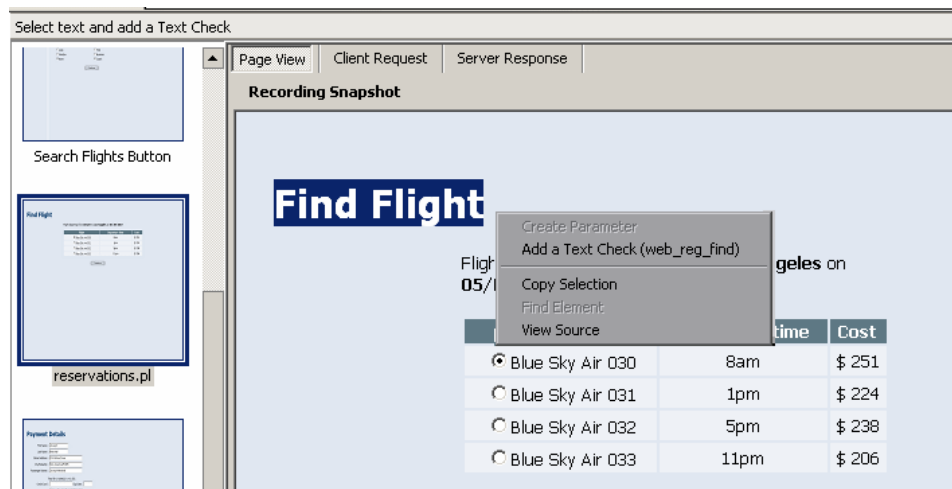 Select text and add a Text Check
Page View Client Request Server Response
Recording Snapshot
Search Flights Button
Find Flight
Find Flight
reservations.pl
Payment Details
Create Parameter
Add a Text Check (web_reg_find)
Copy Selection
Find Element
View Source
Fligh geles on
05/
time Cost
Blue Sky Air 030 8am $ 251
Blue Sky Air 031 1pm $ 224
Blue Sky Air 032 5pm $ 238
Blue Sky Air 033 11pm $ 206